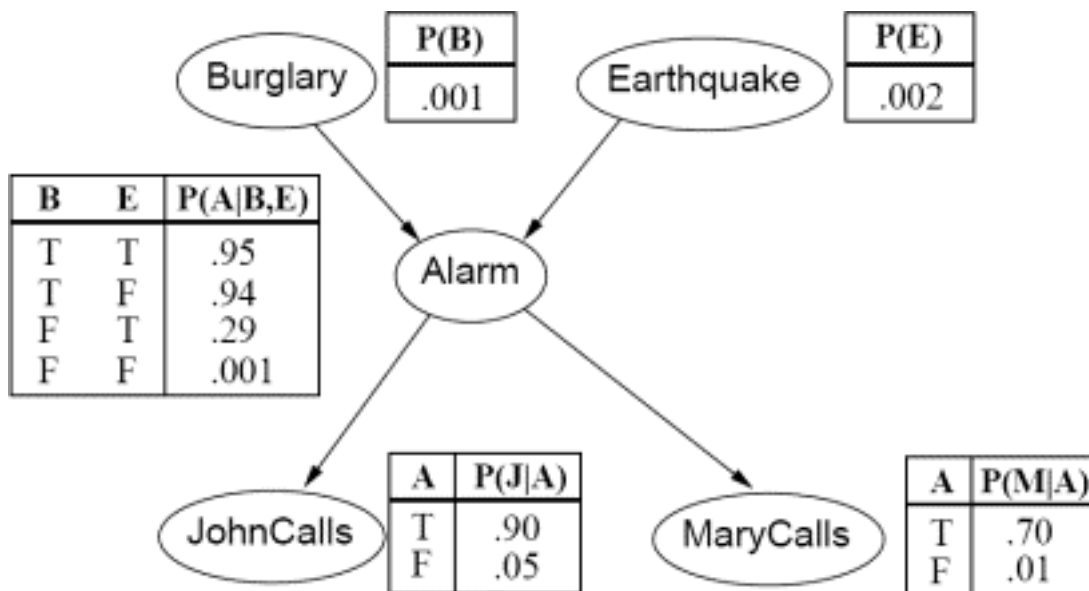 Burglary
P(B)
.001
Earthquake
P(E)
.002
B E P(A|B,E)
T T .95
T F .94
F T .29
F F .001
Alarm
JohnCalls
A P(J|A)
T .90
F .05
MaryCalls
A P(M|A)
T .70
F .01